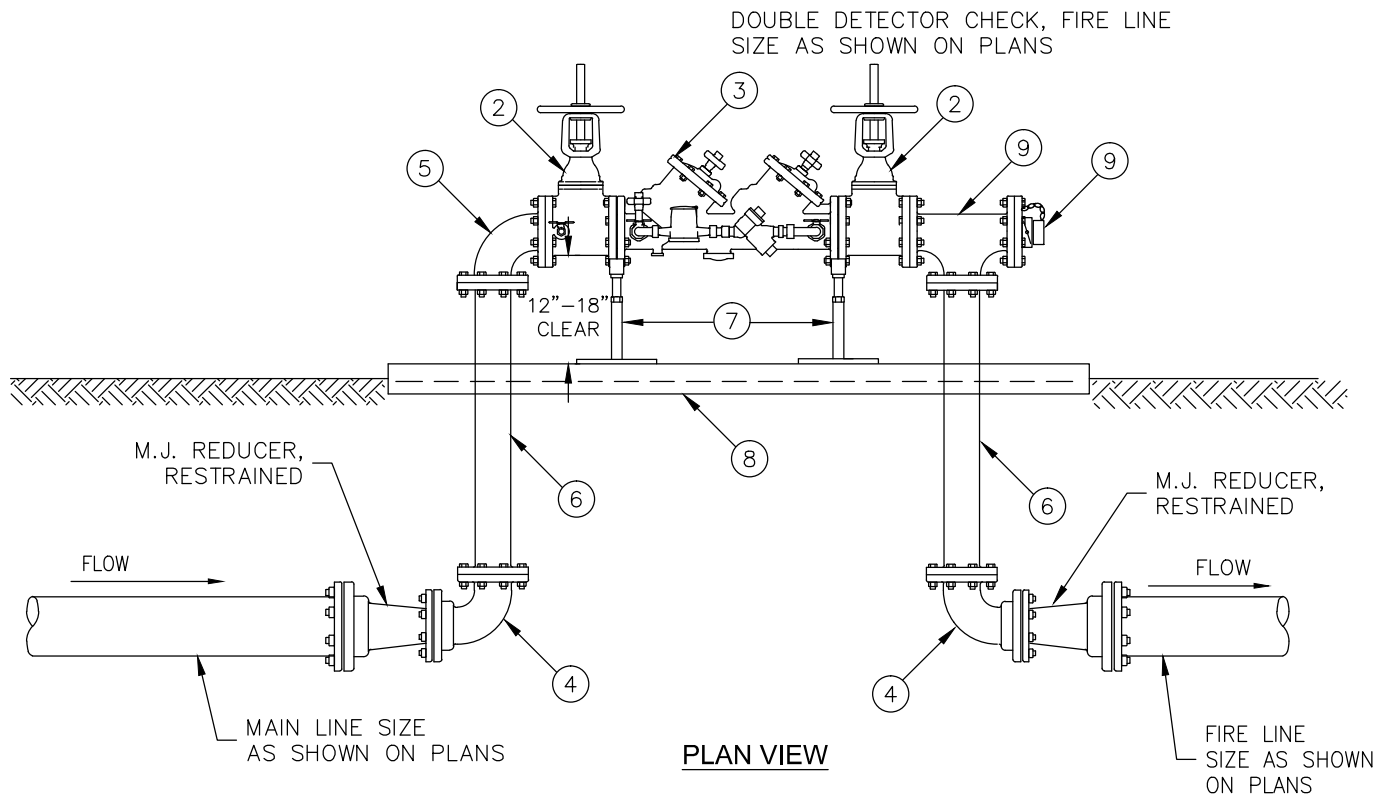 DOUBLE DETECTOR CHECK, FIRE LINE
SIZE AS SHOWN ON PLANS
2
3
2
9
5
9
12"–18"
CLEAR
7
M.J. REDUCER,
RESTRAINED
8
6
6
M.J. REDUCER,
RESTRAINED
FLOW
FLOW
4
4
MAIN LINE SIZE
AS SHOWN ON PLANS
PLAN VIEW
FIRE LINE
SIZE AS SHOWN
ON PLANS